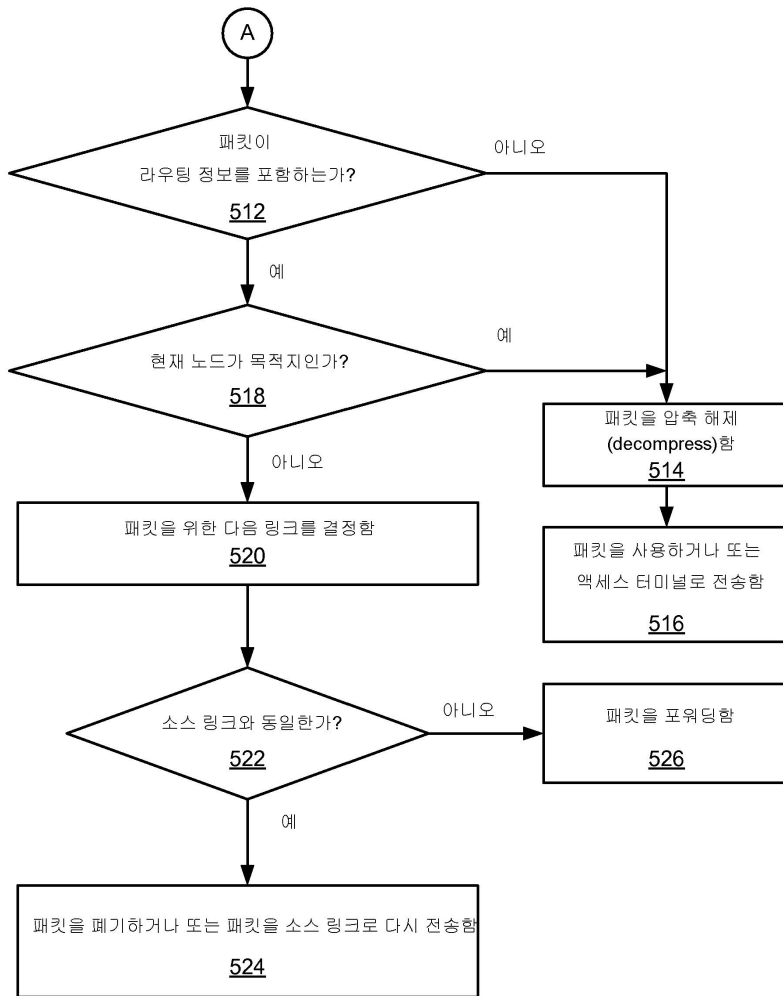 A
패킷이
라우팅 정보를 포함하는가?
512
아니오
예
현재 노드가 목적지인가?
518
예
아니오
패킷을 압축 해제
(decompress)함
514
패킷을 위한 다음 링크를 결정함
520
패킷을 사용하거나 또는
액세스 터미널로 전송함
516
소스 링크와 동일한가?
522
아니오
예
패킷을 포워딩함
526
패킷을 폐기하거나 또는 패킷을 소스 링크로 다시 전송함
524